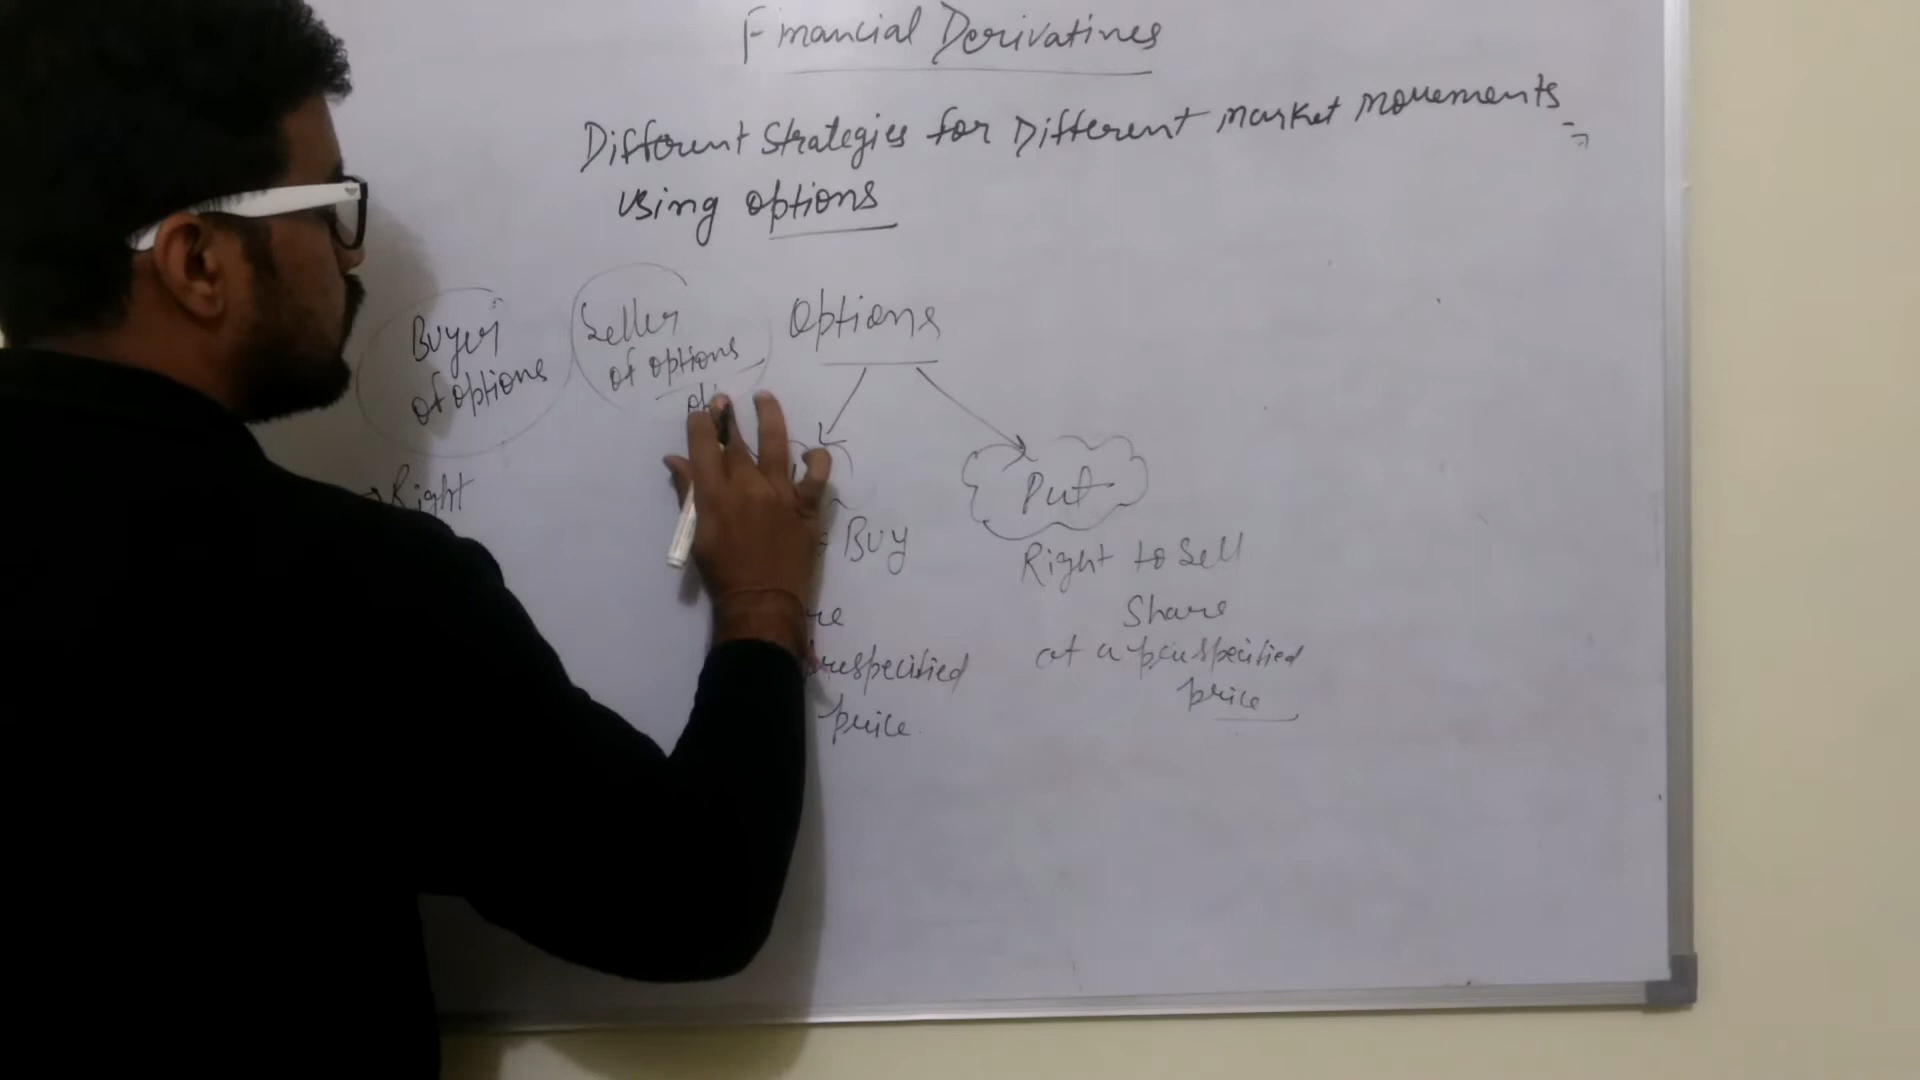 Financial Derivatives
Different Strategies for Different market movements
using options
Buyer
of options
Seller
of options
Options
Right
Buy
prespecified
price
Put
Right to Sell
Share
at a prespecified
price